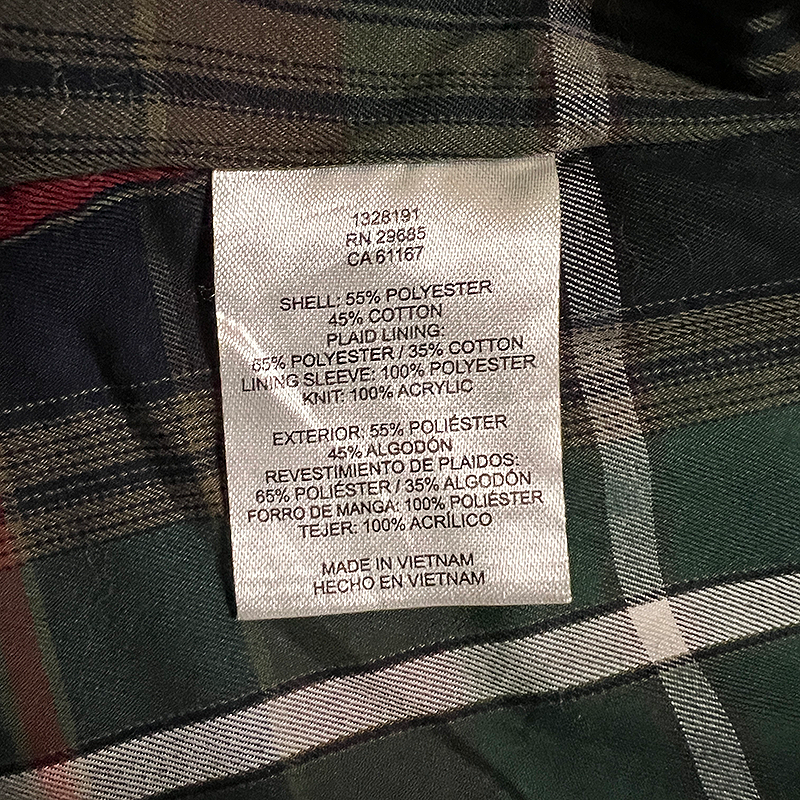 1328191
RN 29685
CA 61167
SHELL: 55% POLYESTER
45% COTTON
PLAID LINING:
65% POLYESTER / 35% COTTON
LINING SLEEVE: 100% POLYESTER
KNIT: 100% ACRYLIC
EXTERIOR: 55% POLIÉSTER
45% ALGODÓN
REVESTIMIENTO DE PLAIDOS:
65% POLIÉSTER / 35% ALGODÓN
FORRO DE MANGA: 100% POLIÉSTER
TEJER: 100% ACRÍLICO
MADE IN VIETNAM
HECHO EN VIETNAM